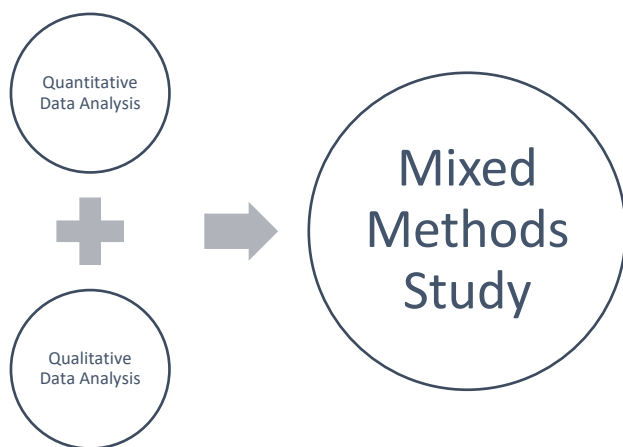 Quantitative
Data Analysis
Qualitative
Data Analysis
Mixed
Methods
Study